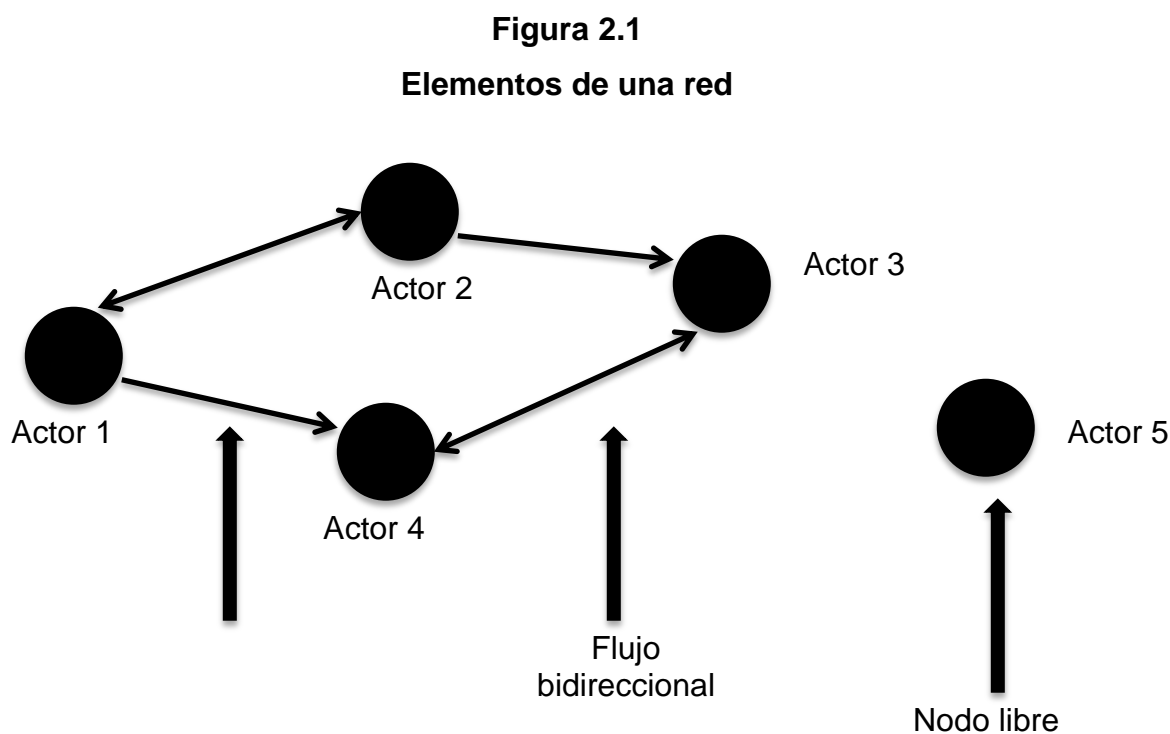 Figura 2.1
Elementos de una red
Actor 2
Actor 3
Actor 1
Actor 5
Actor 4
Flujo
bidireccional
Nodo libre